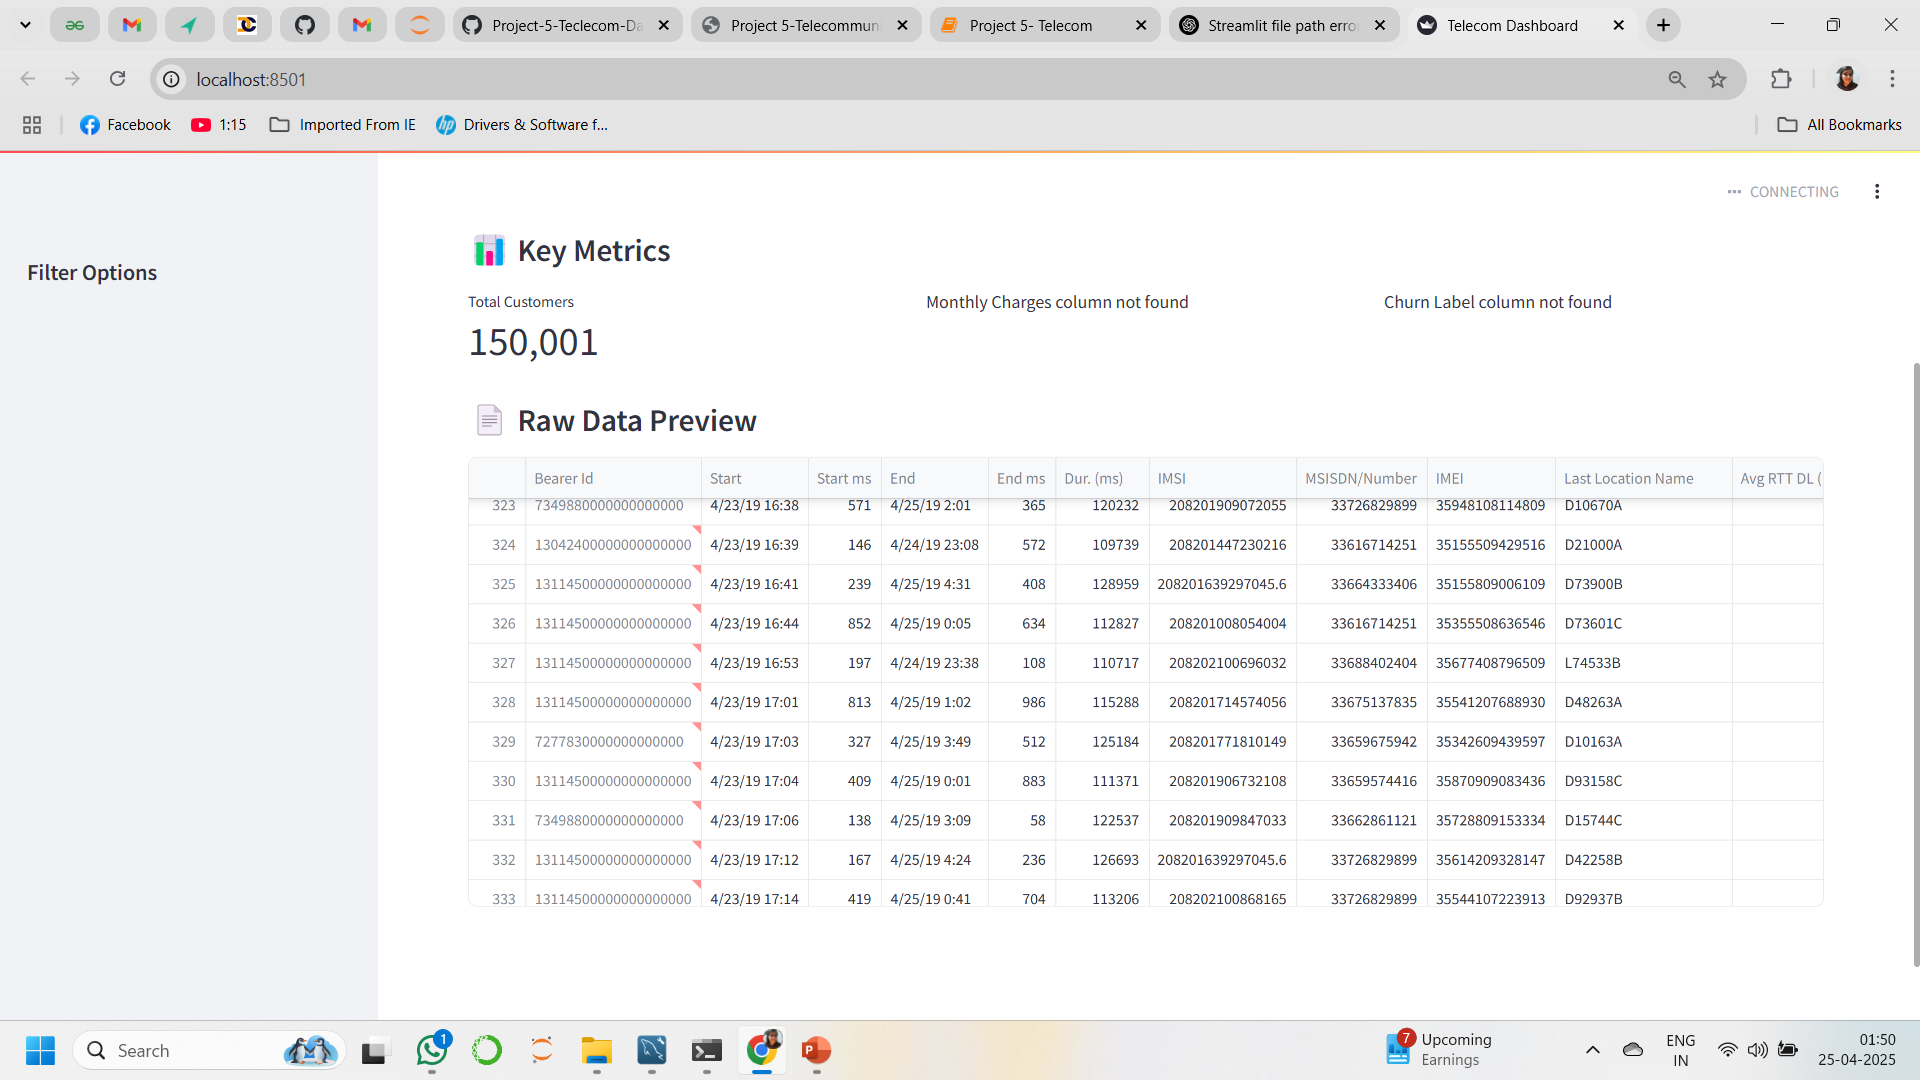 Project-5-Teclecom-Da
Project 5-Telecommuni
Project 5- Telecom
Streamlit file path erro
Telecom Dashboard
localhost:8501
Facebook
1:15
Imported From IE
Drivers & Software f...
All Bookmarks
CONNECTING
Filter Options
Key Metrics
Total Customers
150,001
Monthly Charges column not found
Churn Label column not found
Raw Data Preview
Bearer Id Start Start ms End End ms Dur. (ms) IMSI MSISDN/Number IMEI Last Location Name Avg RTT DL (
323 7349880000000000000 4/23/19 16:38 571 4/25/19 2:01 365 120232 208201909072055 33726829899 35948108114809 D10670A
324 13042400000000000000 4/23/19 16:39 146 4/24/19 23:08 572 109739 208201447230216 33616714251 35155509429516 D21000A
325 13114500000000000000 4/23/19 16:41 239 4/25/19 4:31 408 128959 208201639297045.6 33664333406 35155809006109 D73900B
326 13114500000000000000 4/23/19 16:44 852 4/25/19 0:05 634 112827 208201008054004 33616714251 35355508636546 D73601C
327 13114500000000000000 4/23/19 16:53 197 4/24/19 23:38 108 110717 208202100696032 33688402404 35677408796509 L74533B
328 13114500000000000000 4/23/19 17:01 813 4/25/19 1:02 986 115288 208201714574056 33675137835 35541207688930 D48263A
329 7277830000000000000 4/23/19 17:03 327 4/25/19 3:49 512 125184 208201771810149 33659675942 35342609439597 D10163A
330 13114500000000000000 4/23/19 17:04 409 4/25/19 0:01 883 111371 208201906732108 33659574416 35870909083436 D93158C
331 7349880000000000000 4/23/19 17:06 138 4/25/19 3:09 58 122537 208201909847033 33662861121 35728809153334 D15744C
332 13114500000000000000 4/23/19 17:12 167 4/25/19 4:24 236 126693 208201639297045.6 33726829899 35614209328147 D42258B
333 13114500000000000000 4/23/19 17:14 419 4/25/19 0:41 704 113206 208202100868165 33726829899 35544107223913 D92937B
Search
1
7
Upcoming
Earnings
ENG
IN
01:50
25-04-2025